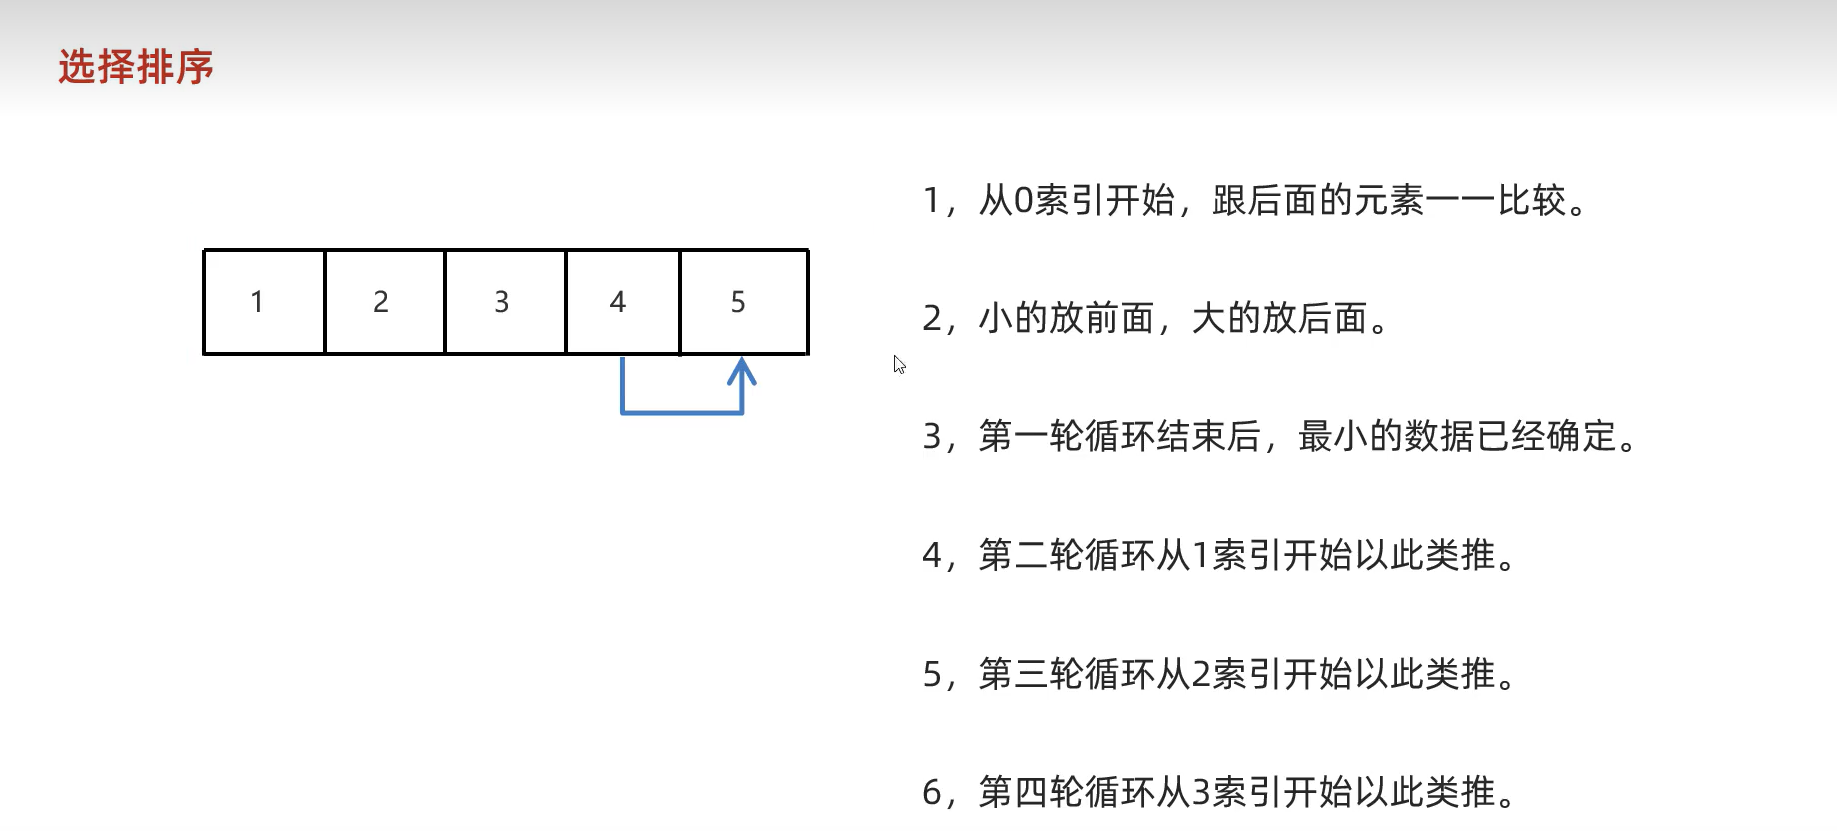 选择排序
1 2 3 4 5
1，从0索引开始，跟后面的元素一一比较。
2，小的放前面，大的放后面。
3，第一轮循环结束后，最小的数据已经确定。
4，第二轮循环从1索引开始以此类推。
5，第三轮循环从2索引开始以此类推。
6，第四轮循环从3索引开始以此类推。